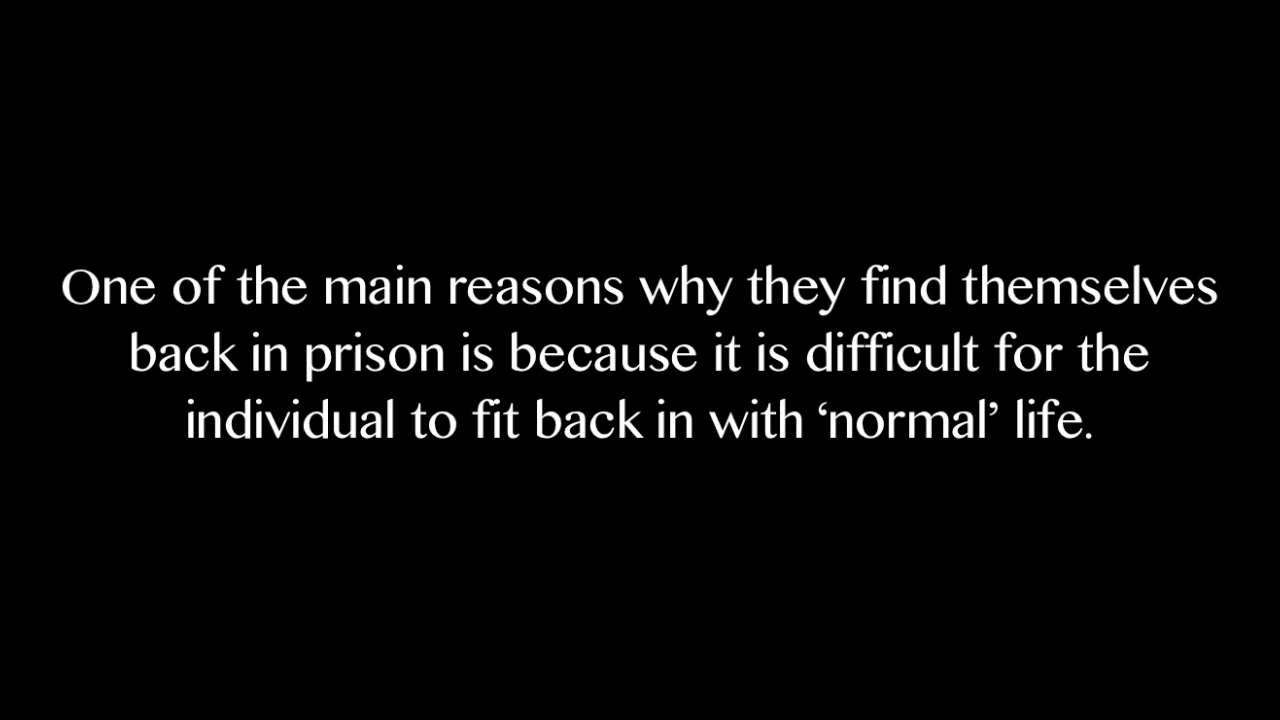 One of the main reasons why they find themselves
back in prison is because it is difficult for the
individual to fit back in with ‘normal’ life.